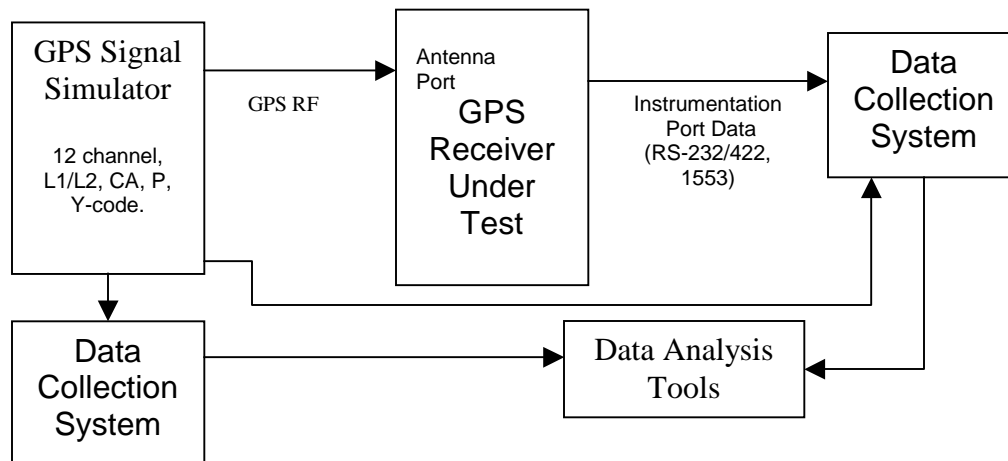 GPS Signal
Simulator
12 channel,
L1/L2, CA, P,
Y-code.
GPS RF
Antenna
Port
GPS
Receiver
Under
Test
Instrumentation
Port Data
(RS-232/422,
1553)
Data
Collection
System
Data
Collection
System
Data Analysis
Tools